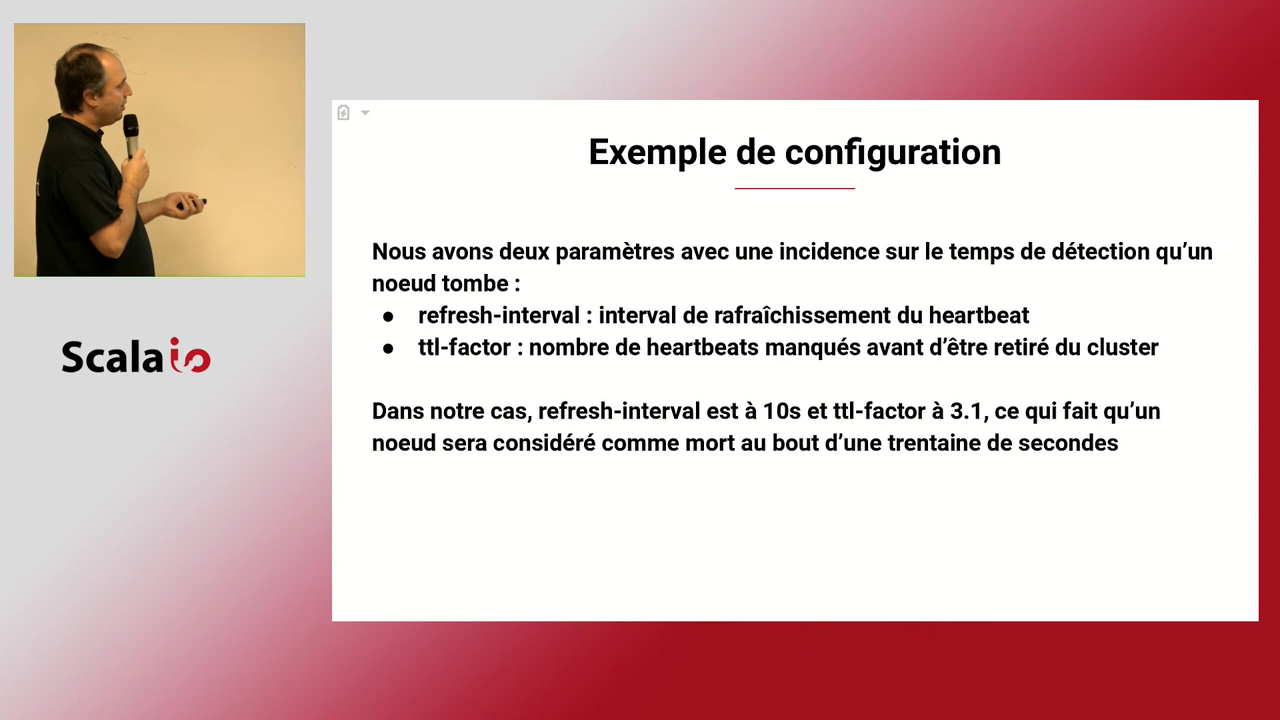 Exemple de configuration
Nous avons deux paramètres avec une incidence sur le temps de détection qu’un
noeud tombe :
● refresh-interval : interval de rafraîchissement du heartbeat
● ttl-factor : nombre de heartbeats manqués avant d’être retiré du cluster
Dans notre cas, refresh-interval est à 10s et ttl-factor à 3.1, ce qui fait qu’un
noeud sera considéré comme mort au bout d’une trentaine de secondes
Scala io